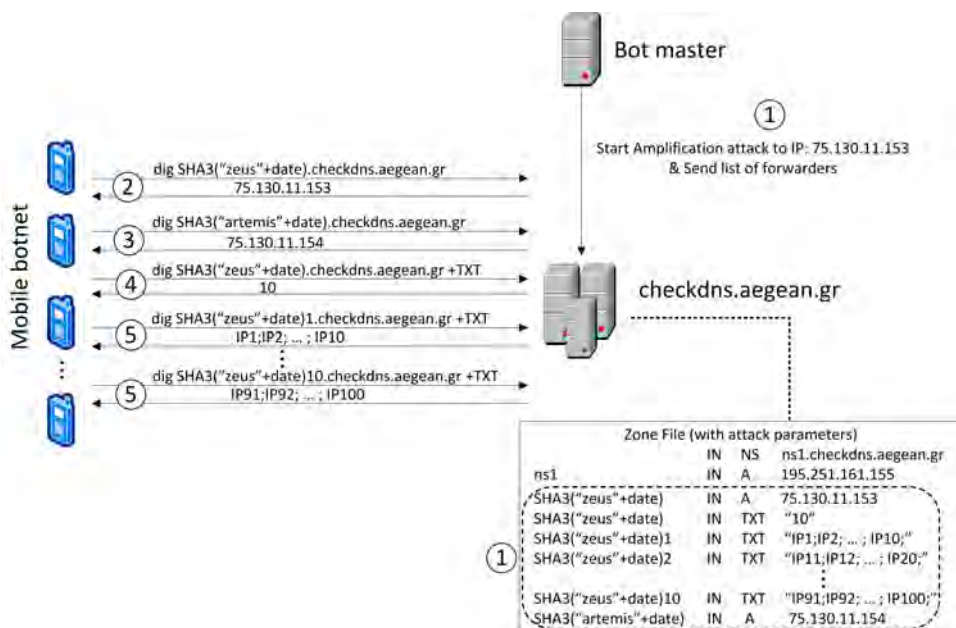 Bot master
1
Start Amplification attack to IP: 75.130.11.153
& Send list of forwarders
Mobile botnet
dig SHA3("zeus"+date).checkdns.aegean.gr
2
75.130.11.153
dig SHA3("artemis"+date).checkdns.aegean.gr
3
75.130.11.154
dig SHA3("zeus"+date).checkdns.aegean.gr +TXT
4
10
dig SHA3("zeus"+date)1.checkdns.aegean.gr +TXT
5
IP1;IP2; ... ; IP10
dig SHA3("zeus"+date)10.checkdns.aegean.gr +TXT
5
IP91;IP92; ... ; IP100
checkdns.aegean.gr
Zone File (with attack parameters)
IN NS ns1.checkdns.aegean.gr
ns1 IN A 195.251.161.155
SHA3("zeus"+date) IN A 75.130.11.153
SHA3("zeus"+date) IN TXT "10"
SHA3("zeus"+date)1 IN TXT "IP1;IP2; ... ; IP10;"
1
SHA3("zeus"+date)2 IN TXT "IP11;IP12; ... ; IP20;"
SHA3("zeus"+date)10 IN TXT "IP91;IP92; ... ; IP100;"
SHA3("artemis"+date) IN A 75.130.11.154